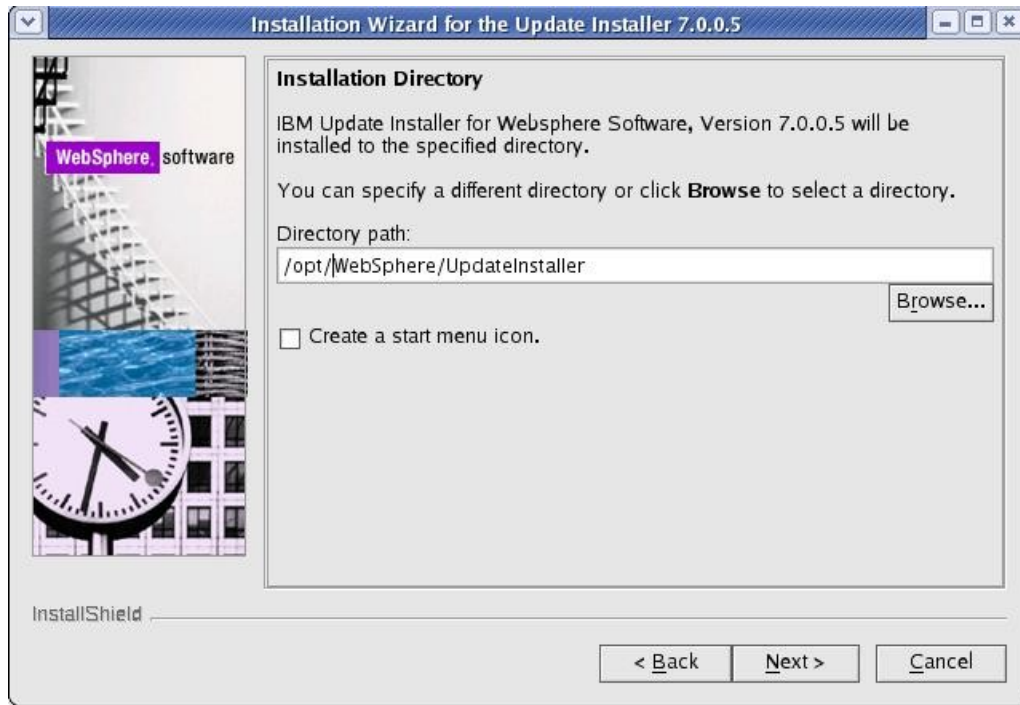 Installation Wizard for the Update Installer 7.0.0.5
WebSphere. software
Installation Directory
IBM Update Installer for Websphere Software, Version 7.0.0.5 will be
installed to the specified directory.
You can specify a different directory or click Browse to select a directory.
Directory path:
/opt/WebSphere/UpdateInstaller
Browse...
Create a start menu icon.
InstallShield
< Back
Next >
Cancel